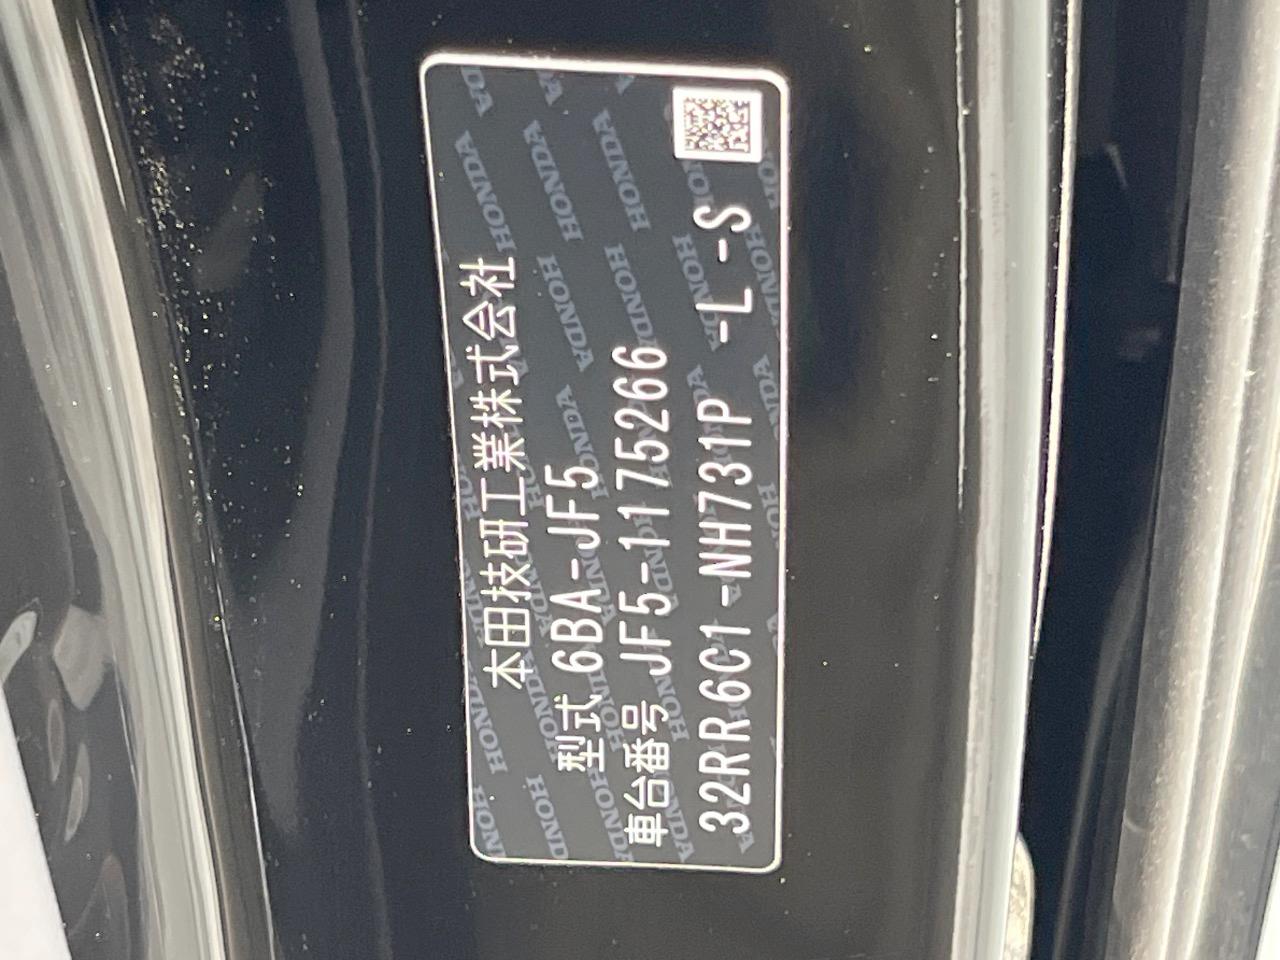 本田技研工業株式会社
型式 6BA-JF5
車台番号 JF5-1175266
32RR6C1-NH731P -L -S